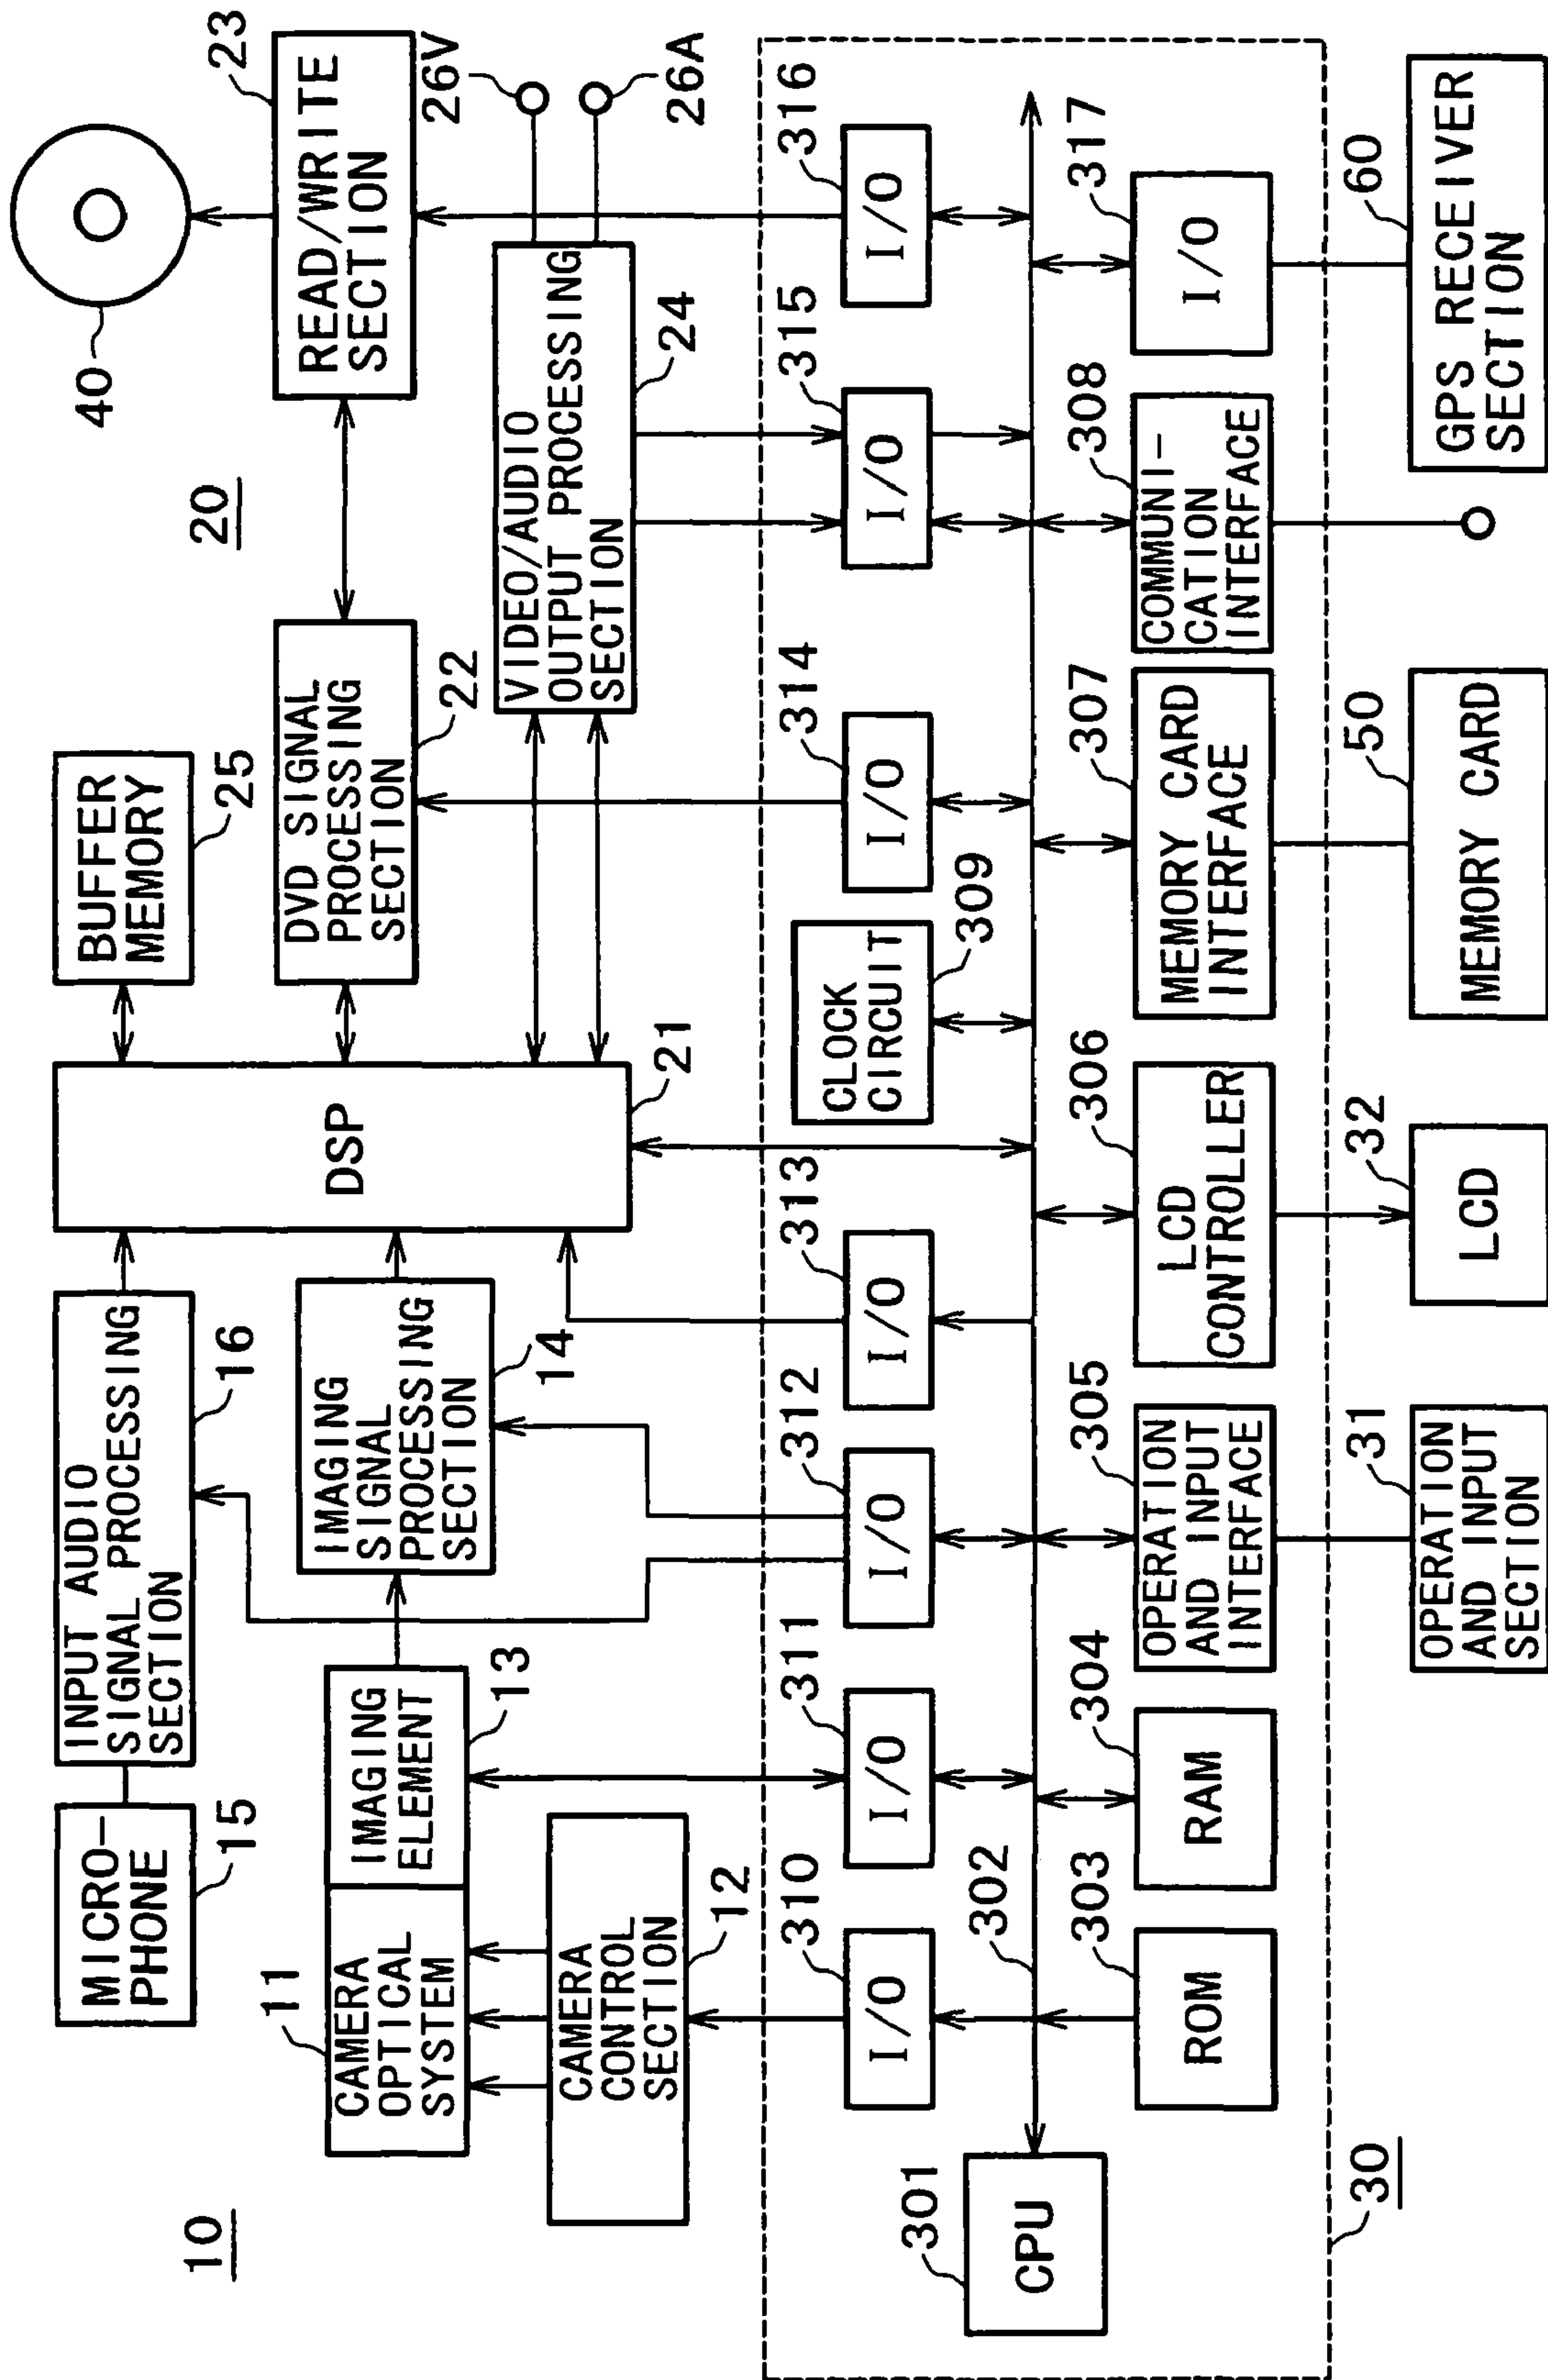 10
MICRO-
PHONE
15
INPUT AUDIO
SIGNAL PROCESSING
SECTION
16
11
CAMERA
OPTICAL
SYSTEM
IMAGING
ELEMENT
13
IMAGING
SIGNAL
PROCESSING
SECTION
14
CAMERA
CONTROL
SECTION
12
DSP
21
BUFFER
MEMORY
25
DVD SIGNAL
PROCESSING
SECTION
22
20
40
READ/WRITE
SECTION
23
VIDEO/AUDIO
OUTPUT PROCESSING
SECTION
24
26V
26A
I/O
310
I/O
311
I/O
312
I/O
313
CLOCK
CIRCUIT
309
I/O
314
I/O
315
I/O
316
301
CPU
302
ROM
303
RAM
304
OPERATION
AND INPUT
INTERFACE
305
LCD
CONTROLLER
306
MEMORY CARD
INTERFACE
307
COMMUNI-
CATION
INTERFACE
308
I/O
317
30
OPERATION
AND INPUT
SECTION
31
LCD
32
MEMORY CARD
50
GPS RECEIVER
SECTION
60